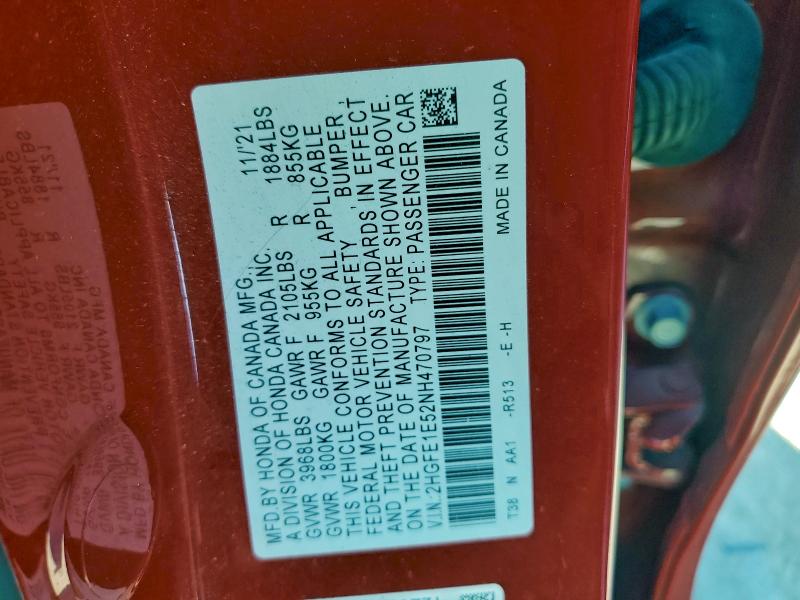 MFD.BY HONDA OF CANADA MFG., 11/'21
A DIVISION OF HONDA CANADA INC.
GVWR 3968LBS GAWR F 2105LBS R 1884LBS
GVWR 1800KG GAWR F 955KG R 855KG
THIS VEHICLE CONFORMS TO ALL APPLICABLE
FEDERAL MOTOR VEHICLE SAFETY , BUMPER ,
AND THEFT PREVENTION STANDARDS IN EFFECT
ON THE DATE OF MANUFACTURE SHOWN ABOVE.
V.I.N.:2HGFE1E52NH470797 TYPE: PASSENGER CAR
T38 N AA1 -R513 -E -H MADE IN CANADA